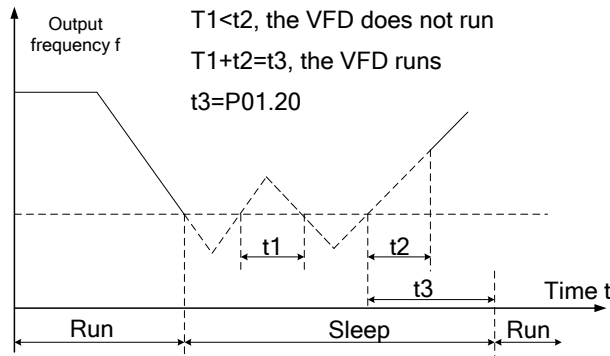 Output
frequency f
T1<t2, the VFD does not run
T1+t2=t3, the VFD runs
t3=P01.20
t1
t2
t3
Time t
Run
Sleep
Run